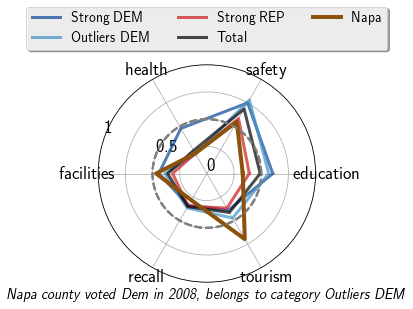 Strong DEM Strong REP Napa
Outliers DEM Total
health safety
1
0.5
0
facilities education
recall tourism
Napa county voted Dem in 2008, belongs to category Outliers DEM